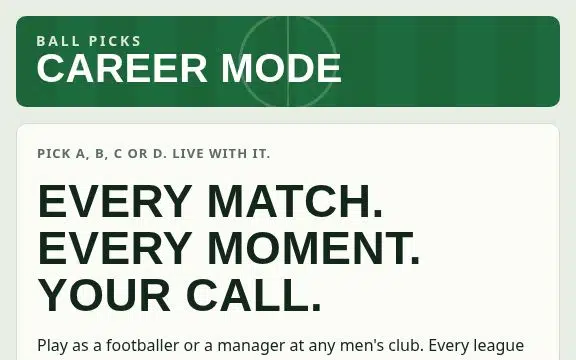 BALL PICKS
CAREER MODE
PICK A, B, C OR D. LIVE WITH IT.
EVERY MATCH.
EVERY MOMENT.
YOUR CALL.
Play as a footballer or a manager at any men's club. Every league